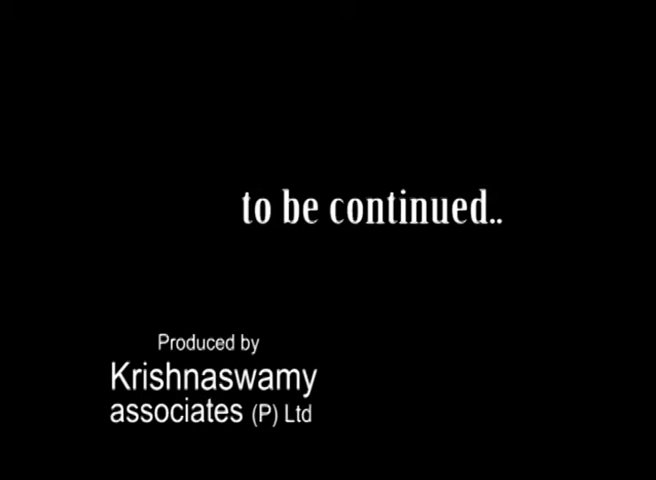 to be continued..
Produced by
Krishnaswamy
associates (P) Ltd